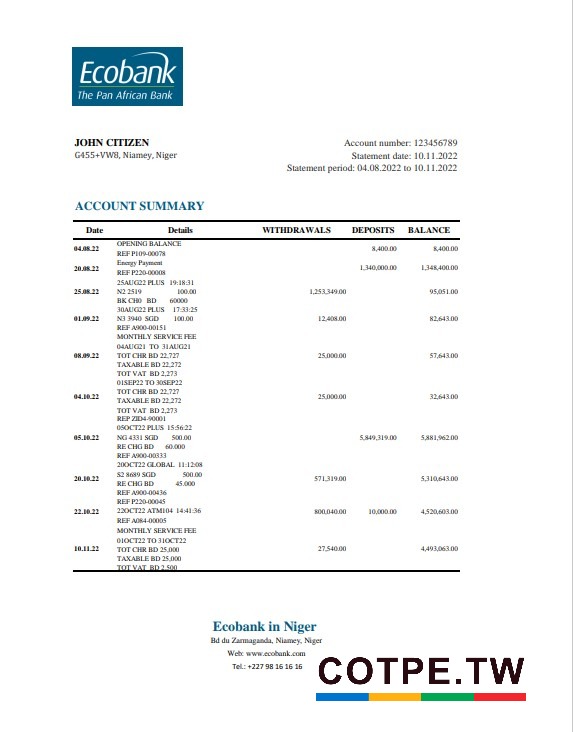 Ecobank
The Pan African Bank
JOHN CITIZEN
G455+VW8, Niamey, Niger
Account number: 123456789
Statement date: 10.11.2022
Statement period: 04.08.2022 to 10.11.2022
ACCOUNT SUMMARY
Date Details WITHDRAWALS DEPOSITS BALANCE
OPENING BALANCE
04.08.22 8,400.00 8,400.00
REF P109-00078
Energy Payment
20.08.22 1,340,000.00 1,348,400.00
REF P220-00008
25AUG22 PLUS 19:18:31
25.08.22 N2 2519 100.00 1,253,349.00 95,051.00
BK CH0 BD 60000
30AUG22 PLUS 17:33:25
01.09.22 N3 3940 SGD 100.00 12,408.00 82,643.00
REF A900-00151
MONTHLY SERVICE FEE
04AUG21 TO 31AUG21
08.09.22 TOT CHR BD 22,727 25,000.00 57,643.00
TAXABLE BD 22,272
TOT VAT BD 2,273
01SEP22 TO 30SEP22
TOT CHR BD 22,727
04.10.22 25,000.00 32,643.00
TAXABLE BD 22,272
TOT VAT BD 2,273
REP ZID4-90001
05OCT22 PLUS 15:56:22
05.10.22 NG 4331 SGD 500.00 5,849,319.00 5,881,962.00
RE CHG BD 60.000
REF A900-00333
20OCT22 GLOBAL 11:12:08
S2 8689 SGD 500.00
20.10.22 571,319.00 5,310,643.00
RE CHG BD 45.000
REF A900-00436
REF P220-00045
22.10.22 22OCT22 ATM104 14:41:36 800,040.00 10,000.00 4,520,603.00
REF A084-00005
MONTHLY SERVICE FEE
01OCT22 TO 31OCT22
10.11.22 TOT CHR BD 25,000 27,540.00 4,493,063.00
TAXABLE BD 25,000
TOT VAT BD 2,500
Ecobank in Niger
Bd du Zarmaganda, Niamey, Niger
Web: www.ecobank.com
Tel.: +227 98 16 16 16
COTPE.TW